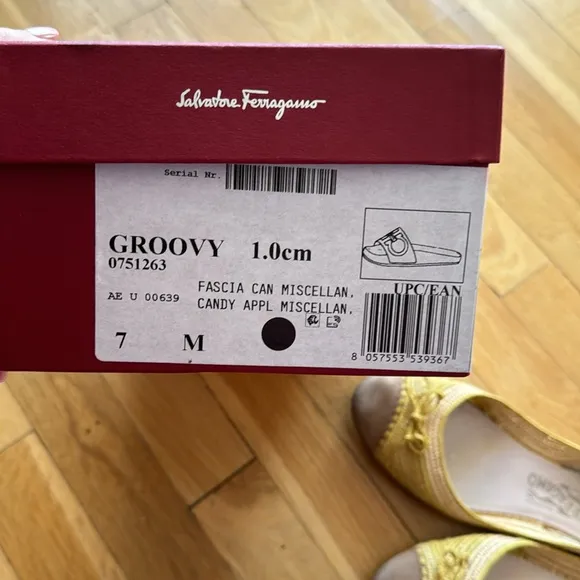 Salvatore Ferragamo
Serial Nr.
GROOVY 1.0cm
0751263
AE U 00639
FASCIA CAN MISCELLAN,
CANDY APPL MISCELLAN,
UPC/EAN
7 M
8 057553 539367